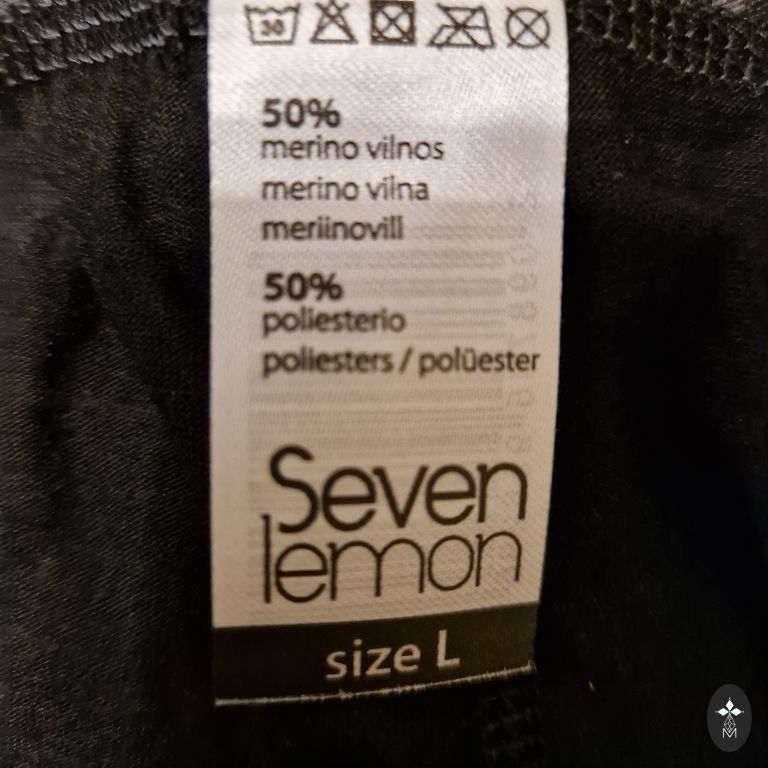 30
50%
merino vilnos
merino vilna
meriinovill
50%
poliesterio
poliesters / polüester
Seven
lemon
size L
M